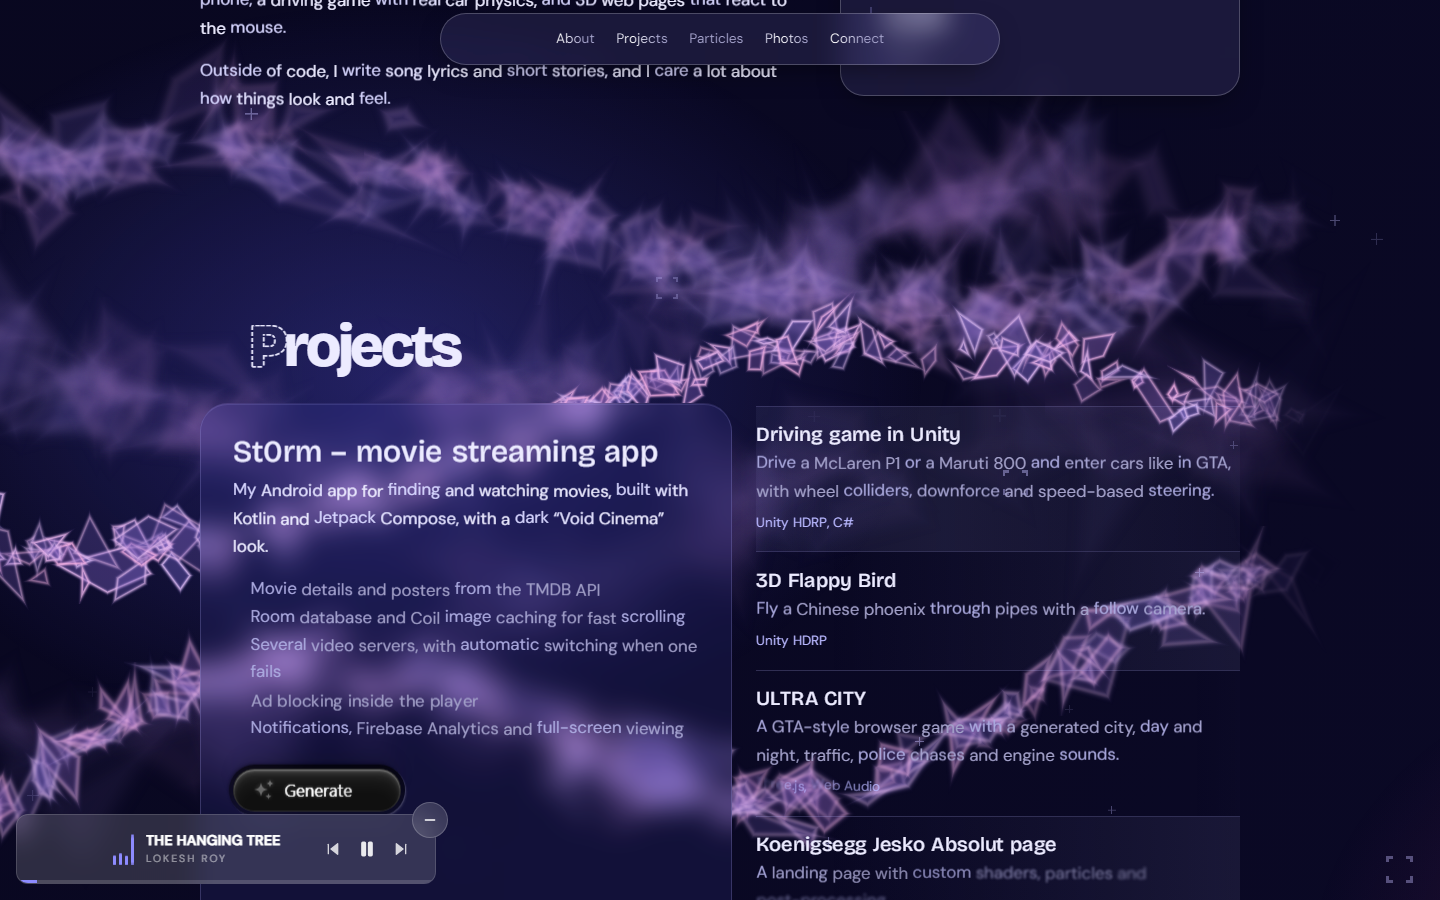 phone, a driving game with real car physics, and 3D web pages that react to
the mouse.
About Projects Particles Photos Connect
Outside of code, I write song lyrics and short stories, and I care a lot about
how things look and feel.
Projects
St0rm – movie streaming app
My Android app for finding and watching movies, built with
Kotlin and Jetpack Compose, with a dark “Void Cinema”
look.
Movie details and posters from the TMDB API
Room database and Coil image caching for fast scrolling
Several video servers, with automatic switching when one
fails
Ad blocking inside the player
Notifications, Firebase Analytics and full-screen viewing
Generate
THE HANGING TREE
LOKESH ROY
Driving game in Unity
Drive a McLaren P1 or a Maruti 800 and enter cars like in GTA,
with wheel colliders, downforce and speed-based steering.
Unity HDRP, C#
3D Flappy Bird
Fly a Chinese phoenix through pipes with a follow camera.
Unity HDRP
ULTRA CITY
A GTA-style browser game with a generated city, day and
night, traffic, police chases and engine sounds.
Audio
Koenigsegg Jesko Absolut page
A landing page with custom shaders, particles and
post-processing